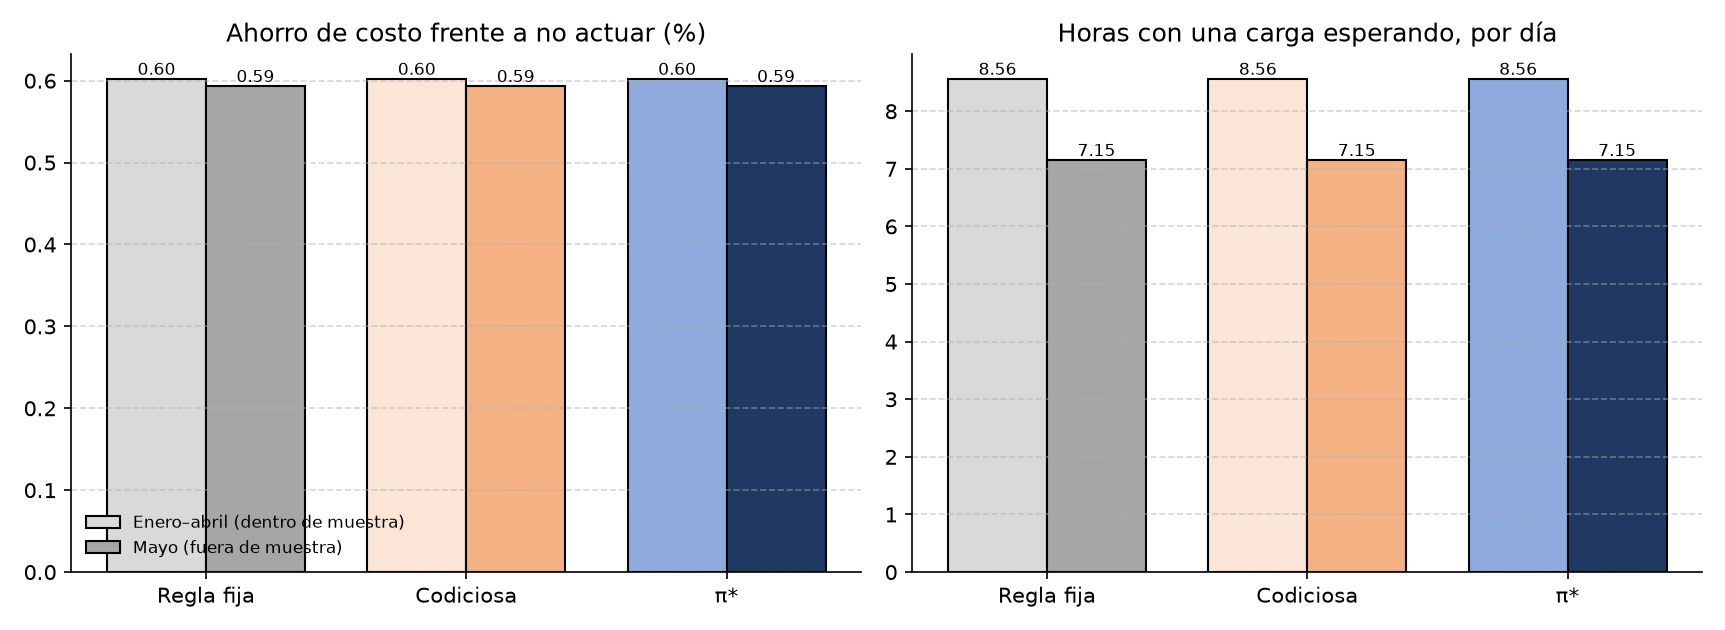 Ahorro de costo frente a no actuar (%)
0.60
0.59
0.60
0.59
0.60
0.59
0.6
0.5
0.4
0.3
0.2
0.1
0.0
Enero–abril (dentro de muestra)
Mayo (fuera de muestra)
Regla fija
Codiciosa
π*
Horas con una carga esperando, por día
8.56
7.15
8.56
7.15
8.56
7.15
8
7
6
5
4
3
2
1
0
Regla fija
Codiciosa
π*